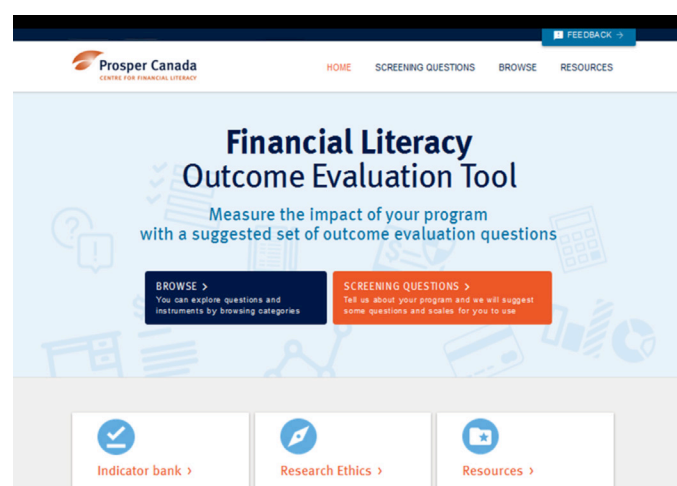 FEEDBACK →
Prosper Canada
CENTRE FOR FINANCIAL LITERACY
HOME SCREENING QUESTIONS BROWSE RESOURCES
Financial Literacy
Outcome Evaluation Tool
Measure the impact of your program
with a suggested set of outcome evaluation questions
BROWSE >
You can explore questions and
instruments by browsing categories
SCREENING QUESTIONS >
Tell us about your program and we will suggest
some questions and scales for you to use
Indicator bank >
Research Ethics >
Resources >